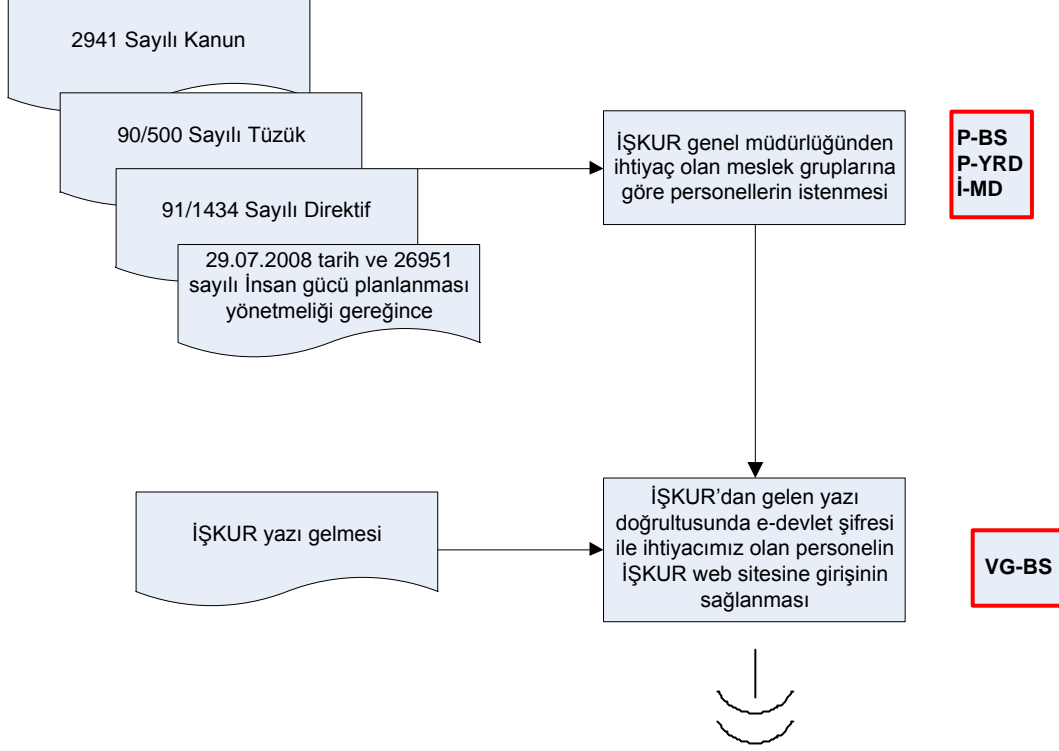 2941 Sayılı Kanun
90/500 Sayılı Tüzük
91/1434 Sayılı Direktif
29.07.2008 tarih ve 26951
sayılı İnsan gücü planlanması
yönetmeliği gereğince
İŞKUR genel müdürlüğünden
ihtiyaç olan meslek gruplarına
göre personellerin istenmesi
P-BS
P-YRD
İ-MD
İŞKUR yazı gelmesi
İŞKUR’dan gelen yazı
doğrultusunda e-devlet şifresi
ile ihtiyacımız olan personelin
İŞKUR web sitesine girişinin
sağlanması
VG-BS